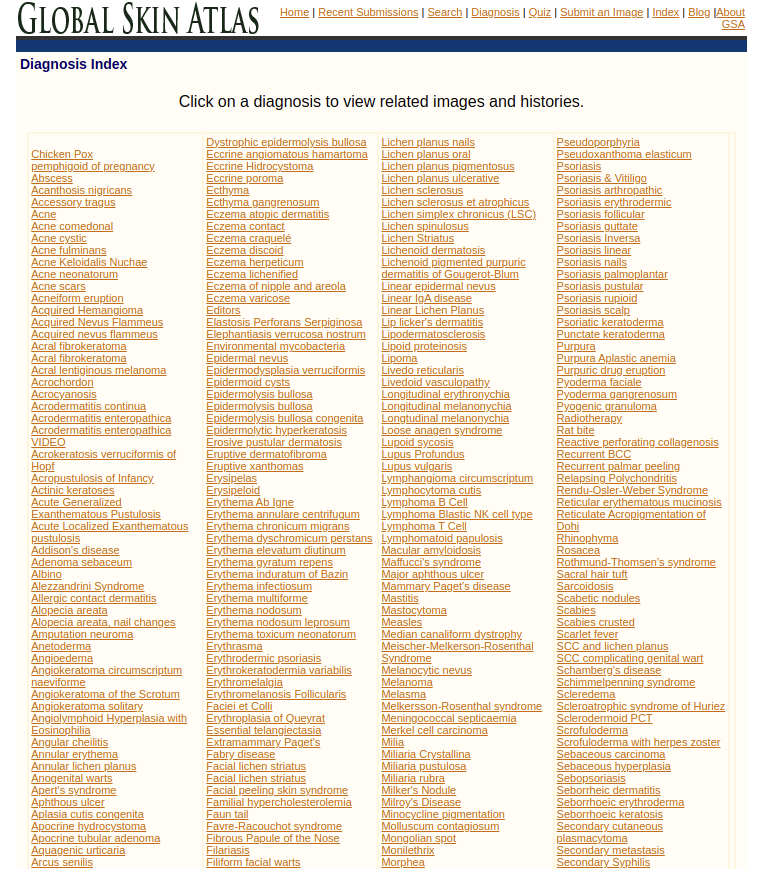 GLOBAL SKIN ATLAS
Home | Recent Submissions | Search | Diagnosis | Quiz | Submit an Image | Index | Blog |About
GSA
Diagnosis Index
Click on a diagnosis to view related images and histories.
Chicken Pox
pemphigoid of pregnancy
Abscess
Acanthosis nigricans
Accessory tragus
Acne
Acne comedonal
Acne cystic
Acne fulminans
Acne Keloidalis Nuchae
Acne neonatorum
Acne scars
Acneiform eruption
Acquired Hemangioma
Acquired Nevus Flammeus
Acquired nevus flammeus
Acral fibrokeratoma
Acral fibrokeratoma
Acral lentiginous melanoma
Acrochordon
Acrocyanosis
Acrodermatitis continua
Acrodermatitis enteropathica
Acrodermatitis enteropathica
VIDEO
Acrokeratosis verruciformis of
Hopf
Acropustulosis of Infancy
Actinic keratoses
Acute Generalized
Exanthematous Pustulosis
Acute Localized Exanthematous
pustulosis
Addison's disease
Adenoma sebaceum
Albino
Alezzandrini Syndrome
Allergic contact dermatitis
Alopecia areata
Alopecia areata, nail changes
Amputation neuroma
Anetoderma
Angioedema
Angiokeratoma circumscriptum
naeviforme
Angiokeratoma of the Scrotum
Angiokeratoma solitary
Angiolymphoid Hyperplasia with
Eosinophilia
Angular cheilitis
Annular erythema
Annular lichen planus
Anogenital warts
Apert's syndrome
Aphthous ulcer
Aplasia cutis congenita
Apocrine hydrocystoma
Apocrine tubular adenoma
Aquagenic urticaria
Arcus senilis
Dystrophic epidermolysis bullosa
Eccrine angiomatous hamartoma
Eccrine Hidrocystoma
Eccrine poroma
Ecthyma
Ecthyma gangrenosum
Eczema atopic dermatitis
Eczema contact
Eczema craquelé
Eczema discoid
Eczema herpeticum
Eczema lichenified
Eczema of nipple and areola
Eczema varicose
Editors
Elastosis Perforans Serpiginosa
Elephantiasis verrucosa nostrum
Environmental mycobacteria
Epidermal nevus
Epidermodysplasia verruciformis
Epidermoid cysts
Epidermolysis bullosa
Epidermolysis bullosa
Epidermolysis bullosa congenita
Epidermolytic hyperkeratosis
Erosive pustular dermatosis
Eruptive dermatofibroma
Eruptive xanthomas
Erysipelas
Erysipeloid
Erythema Ab Igne
Erythema annulare centrifugum
Erythema chronicum migrans
Erythema dyschromicum perstans
Erythema elevatum diutinum
Erythema gyratum repens
Erythema induratum of Bazin
Erythema infectiosum
Erythema multiforme
Erythema nodosum
Erythema nodosum leprosum
Erythema toxicum neonatorum
Erythrasma
Erythrodermic psoriasis
Erythrokeratodermia variabilis
Erythromelalgia
Erythromelanosis Follicularis
Faciei et Colli
Erythroplasia of Queyrat
Essential telangiectasia
Extramammary Paget's
Fabry disease
Facial lichen striatus
Facial lichen striatus
Facial peeling skin syndrome
Familial hypercholesterolemia
Faun tail
Favre-Racouchot syndrome
Fibrous Papule of the Nose
Filariasis
Filiform facial warts
Lichen planus nails
Lichen planus oral
Lichen planus pigmentosus
Lichen planus ulcerative
Lichen sclerosus
Lichen sclerosus et atrophicus
Lichen simplex chronicus (LSC)
Lichen spinulosus
Lichen Striatus
Lichenoid dermatosis
Lichenoid pigmented purpuric
dermatitis of Gougerot-Blum
Linear epidermal nevus
Linear IgA disease
Linear Lichen Planus
Lip licker's dermatitis
Lipodermatosclerosis
Lipoid proteinosis
Lipoma
Livedo reticularis
Livedoid vasculopathy
Longitudinal erythronychia
Longitudinal melanonychia
Longtudinal melanonychia
Loose anagen syndrome
Lupoid sycosis
Lupus Profundus
Lupus vulgaris
Lymphangioma circumscriptum
Lymphocytoma cutis
Lymphoma B Cell
Lymphoma Blastic NK cell type
Lymphoma T Cell
Lymphomatoid papulosis
Macular amyloidosis
Maffucci's syndrome
Major aphthous ulcer
Mammary Paget's disease
Mastitis
Mastocytoma
Measles
Median canaliform dystrophy
Meischer-Melkerson-Rosenthal
Syndrome
Melanocytic nevus
Melanoma
Melasma
Melkersson-Rosenthal syndrome
Meningococcal septicaemia
Merkel cell carcinoma
Milia
Miliaria Crystallina
Miliaria pustulosa
Miliaria rubra
Milker's Nodule
Milroy's Disease
Minocycline pigmentation
Molluscum contagiosum
Mongolian spot
Monilethrix
Morphea
Pseudoporphyria
Pseudoxanthoma elasticum
Psoriasis
Psoriasis & Vitiligo
Psoriasis arthropathic
Psoriasis erythrodermic
Psoriasis follicular
Psoriasis guttate
Psoriasis Inversa
Psoriasis linear
Psoriasis nails
Psoriasis palmoplantar
Psoriasis pustular
Psoriasis rupioid
Psoriasis scalp
Psoriatic keratoderma
Punctate keratoderma
Purpura
Purpura Aplastic anemia
Purpuric drug eruption
Pyoderma faciale
Pyoderma gangrenosum
Pyogenic granuloma
Radiotherapy
Rat bite
Reactive perforating collagenosis
Recurrent BCC
Recurrent palmar peeling
Relapsing Polychondritis
Rendu-Osler-Weber Syndrome
Reticular erythematous mucinosis
Reticulate Acropigmentation of
Dohi
Rhinophyma
Rosacea
Rothmund-Thomsen's syndrome
Sacral hair tuft
Sarcoidosis
Scabetic nodules
Scabies
Scabies crusted
Scarlet fever
SCC and lichen planus
SCC complicating genital wart
Schamberg's disease
Schimmelpenning syndrome
Scleredema
Scleroatrophic syndrome of Huriez
Sclerodermoid PCT
Scrofuloderma
Scrofuloderma with herpes zoster
Sebaceous carcinoma
Sebaceous hyperplasia
Sebopsoriasis
Seborrheic dermatitis
Seborrhoeic erythroderma
Seborrhoeic keratosis
Secondary cutaneous
plasmacytoma
Secondary metastasis
Secondary Syphilis